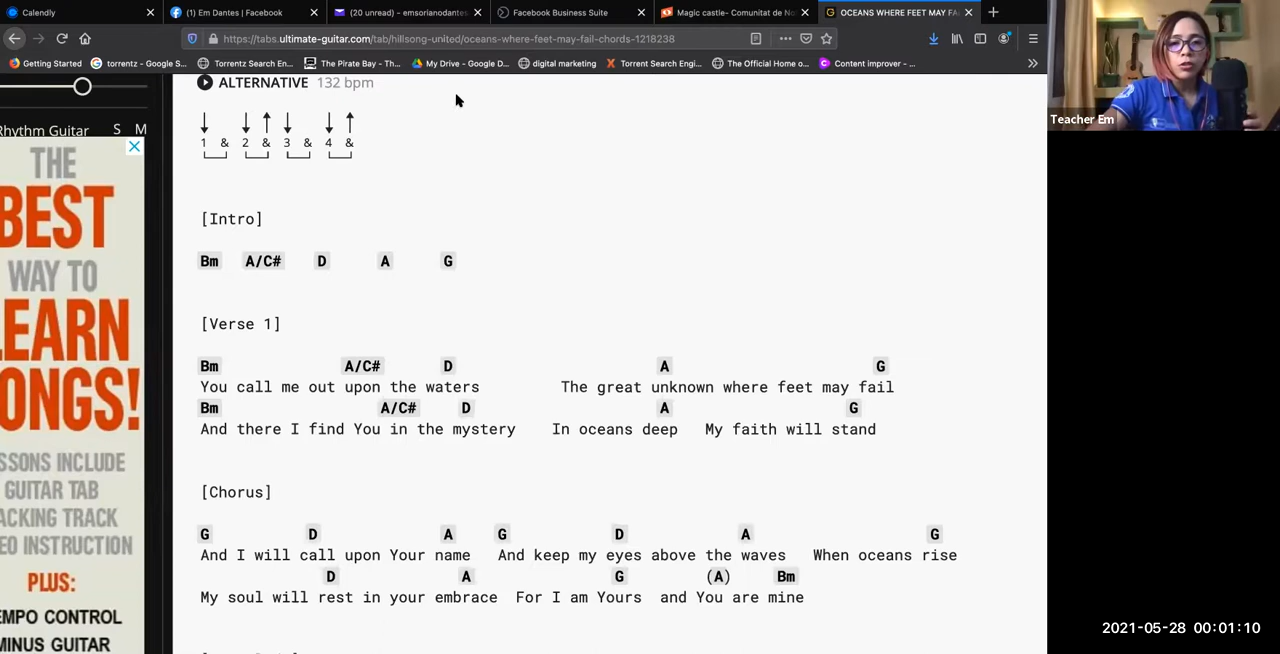 Calendly
(1) Em Dantes | Facebook
(20 unread) - emsorianodantes
Facebook Business Suite
Magic castle- Comunitat de No
OCEANS WHERE FEET MAY FA
https://tabs.ultimate-guitar.com/tab/hillsong-united/oceans-where-feet-may-fail-chords-1218238
Getting Started
torrentz - Google S...
Torrentz Search En...
The Pirate Bay - Th...
My Drive - Google D...
digital marketing
Torrent Search Engi...
The Official Home o...
Content improver - ...
Teacher Em
Rhythm Guitar S M
THE
BEST
WAY TO
LEARN
ONGS!
SSONS INCLUDE
GUITAR TAB
ACKING TRACK
EO INSTRUCTION
PLUS:
EMPO CONTROL
MINUS GUITAR
ALTERNATIVE 132 bpm
1 & 2 & 3 & 4 &
[Intro]
Bm A/C# D A G
[Verse 1]
Bm A/C# D A G
You call me out upon the waters The great unknown where feet may fail
Bm A/C# D A G
And there I find You in the mystery In oceans deep My faith will stand
[Chorus]
G D A G D A G
And I will call upon Your name And keep my eyes above the waves When oceans rise
D A G (A) Bm
My soul will rest in your embrace For I am Yours and You are mine
2021-05-28 00:01:10